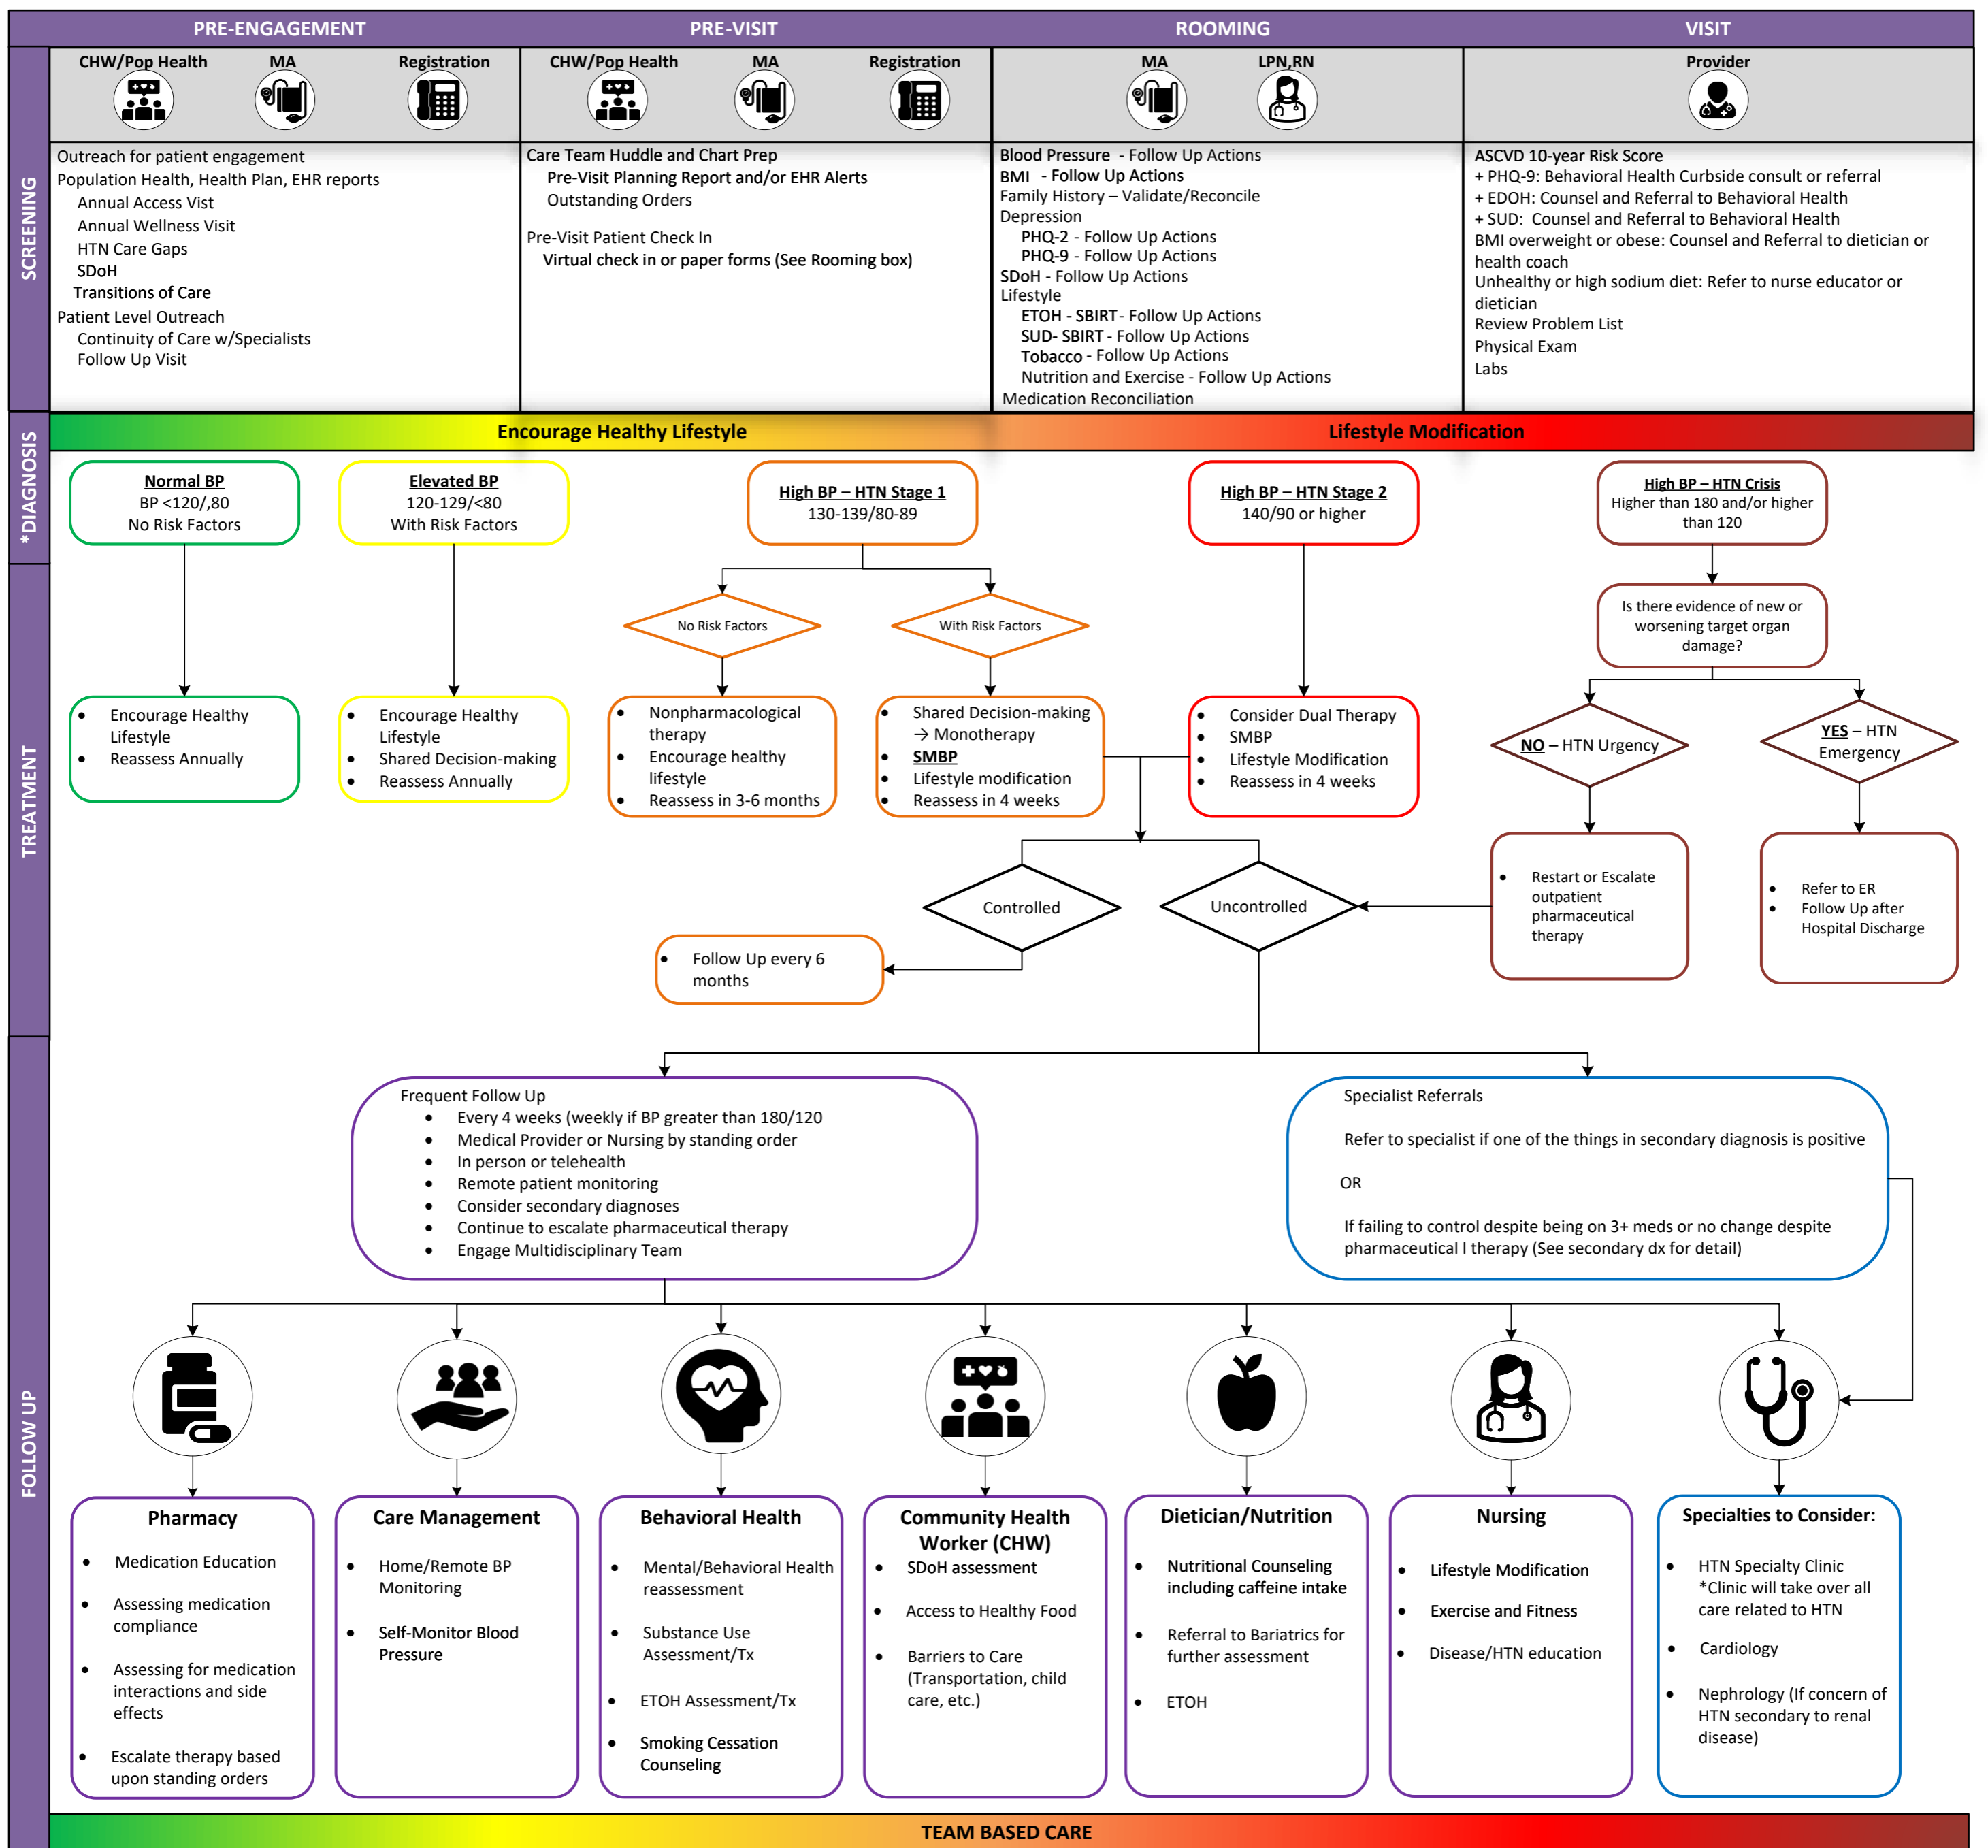 PRE-ENGAGEMENT
PRE-VISIT
ROOMING
VISIT
SCREENING
CHW/Pop Health
MA
Registration
CHW/Pop Health
MA
Registration
MA
LPN,RN
Provider
Outreach for patient engagement
Population Health, Health Plan, EHR reports
Annual Access Vist
Annual Wellness Visit
HTN Care Gaps
SDoH
Transitions of Care
Patient Level Outreach
Continuity of Care w/Specialists
Follow Up Visit
Care Team Huddle and Chart Prep
Pre-Visit Planning Report and/or EHR Alerts
Outstanding Orders
Pre-Visit Patient Check In
Virtual check in or paper forms (See Rooming box)
Blood Pressure - Follow Up Actions
BMI - Follow Up Actions
Family History – Validate/Reconcile
Depression
PHQ-2 - Follow Up Actions
PHQ-9 - Follow Up Actions
SDoH - Follow Up Actions
Lifestyle
ETOH - SBIRT - Follow Up Actions
SUD- SBIRT - Follow Up Actions
Tobacco - Follow Up Actions
Nutrition and Exercise - Follow Up Actions
Medication Reconciliation
ASCVD 10-year Risk Score
+ PHQ-9: Behavioral Health Curbside consult or referral
+ EDOH: Counsel and Referral to Behavioral Health
+ SUD: Counsel and Referral to Behavioral Health
BMI overweight or obese: Counsel and Referral to dietician or
health coach
Unhealthy or high sodium diet: Refer to nurse educator or
dietician
Review Problem List
Physical Exam
Labs
*DIAGNOSIS
Encourage Healthy Lifestyle
Lifestyle Modification
Normal BP
BP <120/,80
No Risk Factors
Elevated BP
120-129/<80
With Risk Factors
High BP – HTN Stage 1
130-139/80-89
High BP – HTN Stage 2
140/90 or higher
High BP – HTN Crisis
Higher than 180 and/or higher
than 120
TREATMENT
No Risk Factors
With Risk Factors
Is there evidence of new or
worsening target organ
damage?
• Encourage Healthy
Lifestyle
• Reassess Annually
• Encourage Healthy
Lifestyle
• Shared Decision-making
• Reassess Annually
• Nonpharmacological
therapy
• Encourage healthy
lifestyle
• Reassess in 3-6 months
• Shared Decision-making
→ Monotherapy
• SMBP
• Lifestyle modification
• Reassess in 4 weeks
• Consider Dual Therapy
• SMBP
• Lifestyle Modification
• Reassess in 4 weeks
NO – HTN Urgency
YES – HTN
Emergency
Controlled
Uncontrolled
• Restart or Escalate
outpatient
pharmaceutical
therapy
• Refer to ER
• Follow Up after
Hospital Discharge
• Follow Up every 6
months
FOLLOW UP
Frequent Follow Up
• Every 4 weeks (weekly if BP greater than 180/120
• Medical Provider or Nursing by standing order
• In person or telehealth
• Remote patient monitoring
• Consider secondary diagnoses
• Continue to escalate pharmaceutical therapy
• Engage Multidisciplinary Team
Specialist Referrals
Refer to specialist if one of the things in secondary diagnosis is positive
OR
If failing to control despite being on 3+ meds or no change despite
pharmaceutical l therapy (See secondary dx for detail)
Pharmacy
• Medication Education
• Assessing medication
compliance
• Assessing for medication
interactions and side
effects
• Escalate therapy based
upon standing orders
Care Management
• Home/Remote BP
Monitoring
• Self-Monitor Blood
Pressure
Behavioral Health
• Mental/Behavioral Health
reassessment
• Substance Use
Assessment/Tx
• ETOH Assessment/Tx
• Smoking Cessation
Counseling
Community Health
Worker (CHW)
• SDoH assessment
• Access to Healthy Food
• Barriers to Care
(Transportation, child
care, etc.)
Dietician/Nutrition
• Nutritional Counseling
including caffeine intake
• Referral to Bariatrics for
further assessment
• ETOH
Nursing
• Lifestyle Modification
• Exercise and Fitness
• Disease/HTN education
Specialties to Consider:
• HTN Specialty Clinic
*Clinic will take over all
care related to HTN
• Cardiology
• Nephrology (If concern of
HTN secondary to renal
disease)
TEAM BASED CARE